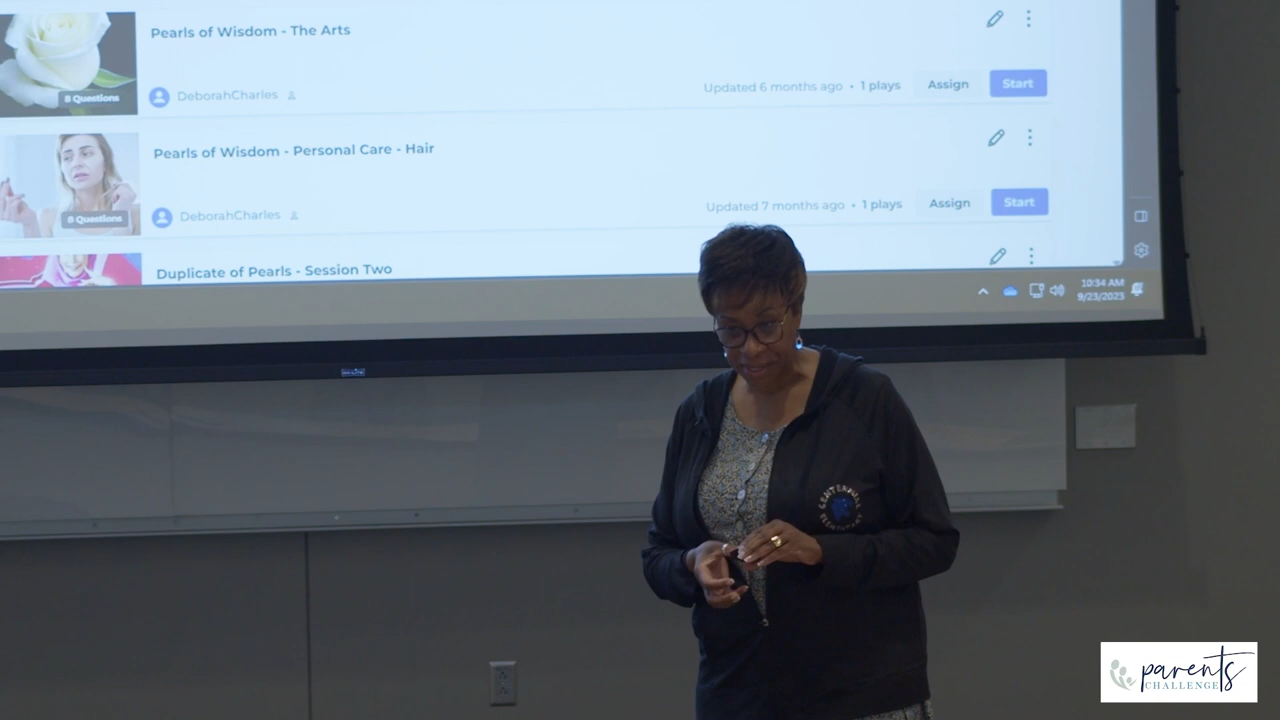 Pearls of Wisdom - The Arts
8 Questions
DeborahCharles
Updated 6 months ago • 1 plays
Assign
Start
Pearls of Wisdom - Personal Care - Hair
8 Questions
DeborahCharles
Updated 7 months ago • 1 plays
Assign
Start
Duplicate of Pearls - Session Two
10:34 AM
9/23/2023
parents
CHALLENGE